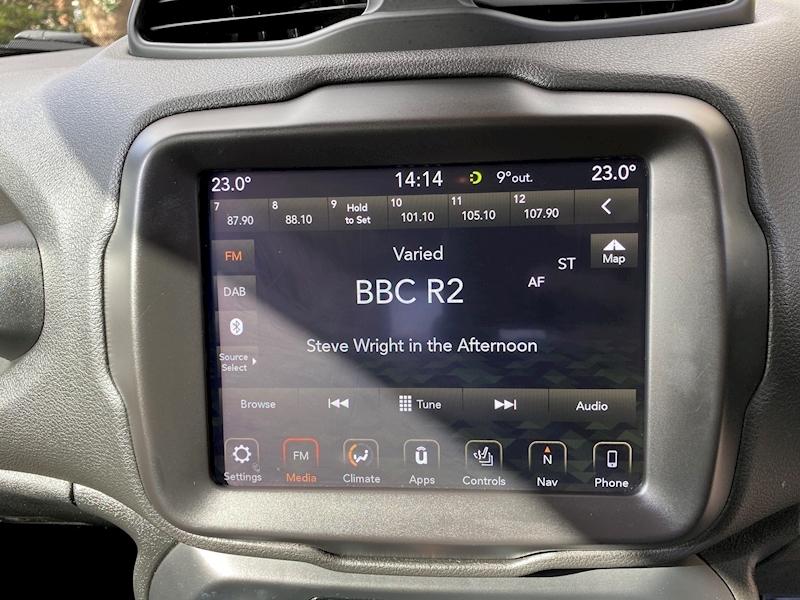 23.0° 14:14 9°out. 23.0°
7 87.90 8 88.10 9 Hold to Set 10 101.10 11 105.10 12 107.90
FM
Varied
ST
Map
DAB
BBC R2
AF
Steve Wright in the Afternoon
Source
Select
Browse Tune Audio
FM N
Settings Media Climate Apps Controls Nav Phone